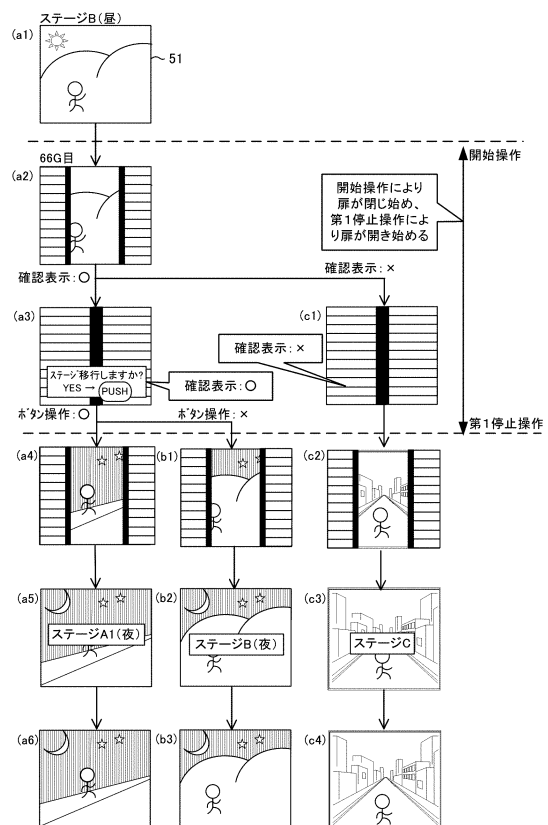 ステージB(昼)
(a1)
51
66G目
開始操作
(a2)
開始操作により
扉が閉じ始め、
第1停止操作によ
り扉が開き始める
確認表示:○
確認表示:×
(a3)
(c1)
確認表示:×
ステージ移行しますか?
YES → PUSH
確認表示:○
ボタン操作:○
ボタン操作:×
第1停止操作
(a4)
(b1)
(c2)
(a5)
(b2)
(c3)
ステージA1(夜)
ステージB(夜)
ステージC
(a6)
(b3)
(c4)